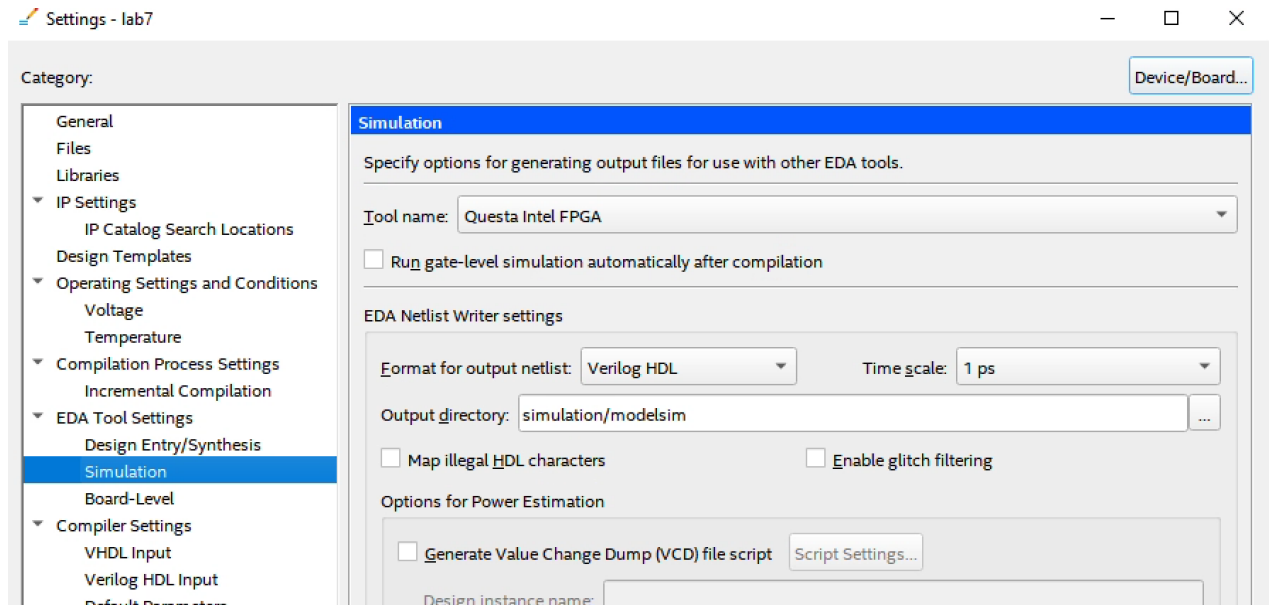 Settings - lab7
Category:
Device/Board...
General
Files
Libraries
IP Settings
IP Catalog Search Locations
Design Templates
Operating Settings and Conditions
Voltage
Temperature
Compilation Process Settings
Incremental Compilation
EDA Tool Settings
Design Entry/Synthesis
Simulation
Board-Level
Compiler Settings
VHDL Input
Verilog HDL Input
Default Parameters
Simulation
Specify options for generating output files for use with other EDA tools.
Tool name: Questa Intel FPGA
Run gate-level simulation automatically after compilation
EDA Netlist Writer settings
Format for output netlist: Verilog HDL Time scale: 1 ps
Output directory: simulation/modelsim ...
Map illegal HDL characters Enable glitch filtering
Options for Power Estimation
Generate Value Change Dump (VCD) file script Script Settings...
Design instance name: